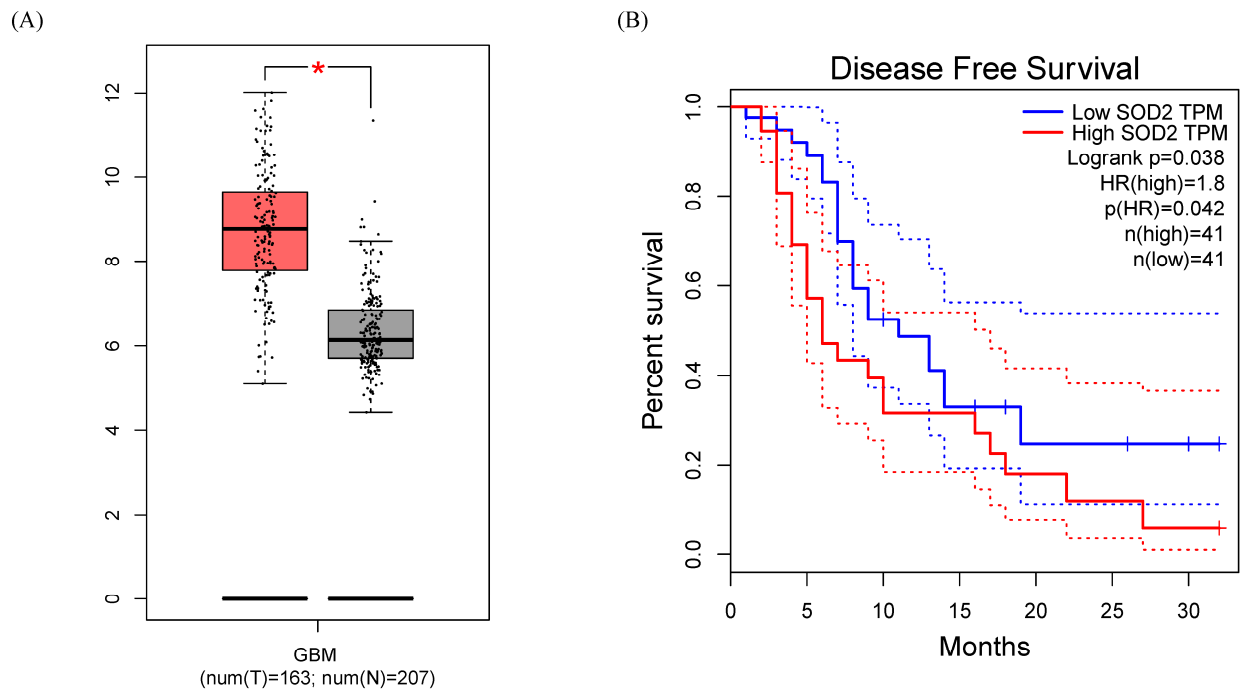 (A)
(B)
*
12
10
8
6
4
2
0
GBM
(num(T)=163; num(N)=207)
Disease Free Survival
Low SOD2 TPM
High SOD2 TPM
Logrank p=0.038
HR(high)=1.8
p(HR)=0.042
n(high)=41
n(low)=41
Percent survival
1.0
0.8
0.6
0.4
0.2
0.0
0 5 10 15 20 25 30
Months